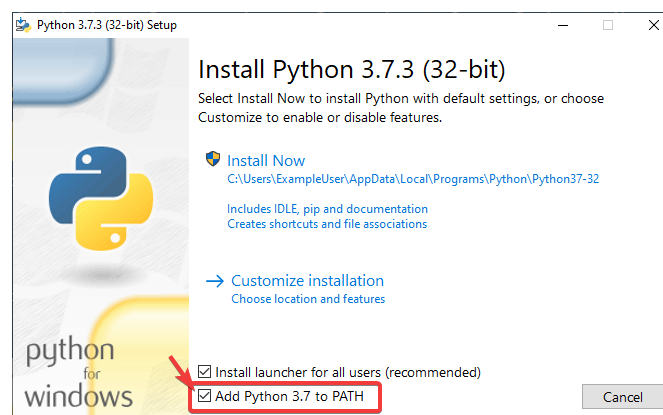 Python 3.7.3 (32-bit) Setup
Install Python 3.7.3 (32-bit)
Select Install Now to install Python with default settings, or choose
Customize to enable or disable features.
Install Now
C:\Users\ExampleUser\AppData\Local\Programs\Python\Python37-32
Includes IDLE, pip and documentation
Creates shortcuts and file associations
Customize installation
Choose location and features
python
for
windows
Install launcher for all users (recommended)
Add Python 3.7 to PATH
Cancel